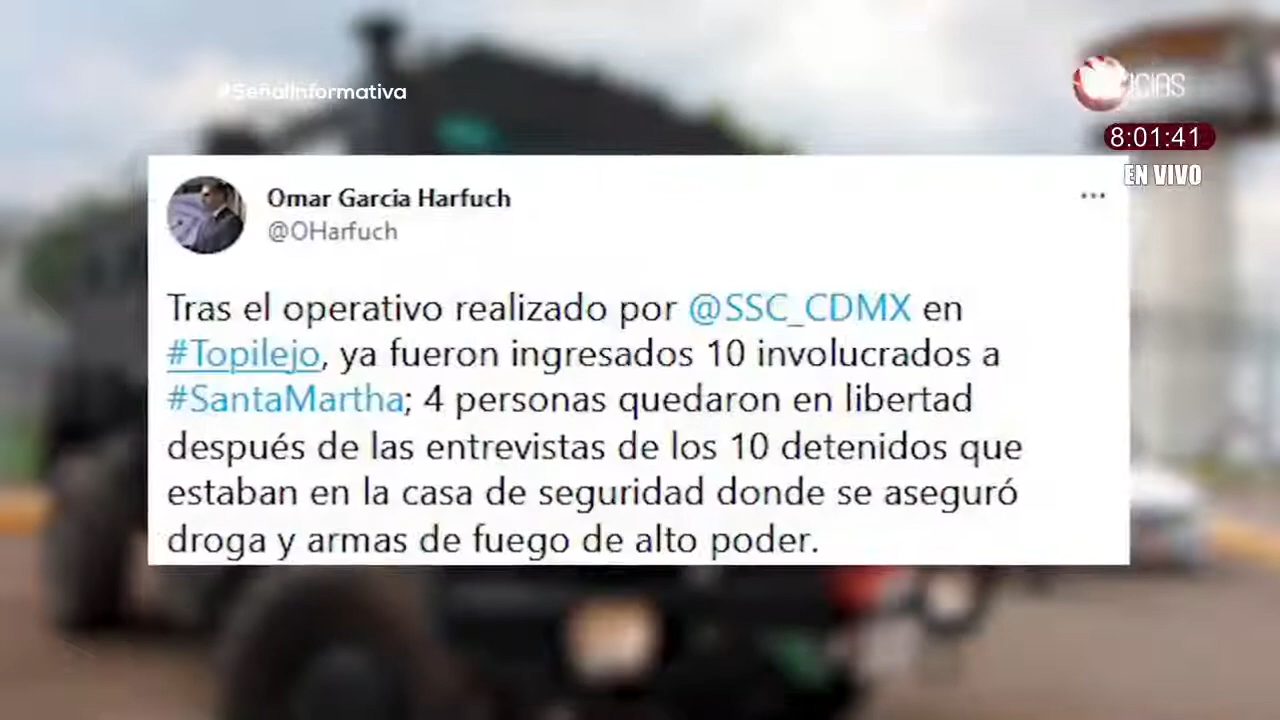 #SeñalInformativa
NOTICIAS
8:01:41
EN VIVO
Omar Garcia Harfuch
@OHarfuch
Tras el operativo realizado por @SSC_CDMX en
#Topilejo, ya fueron ingresados 10 involucrados a
#SantaMartha; 4 personas quedaron en libertad
después de las entrevistas de los 10 detenidos que
estaban en la casa de seguridad donde se aseguró
droga y armas de fuego de alto poder.